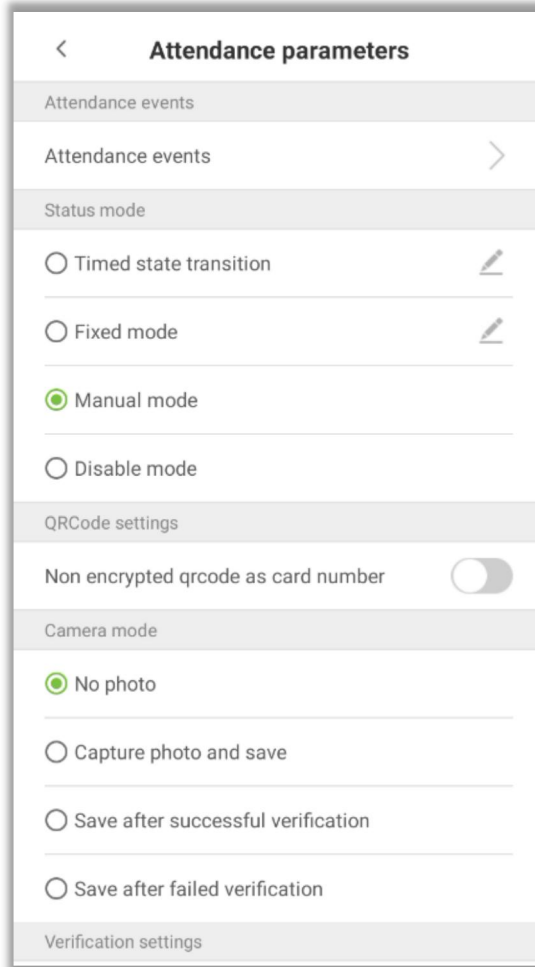 Attendance parameters
Attendance events
Attendance events
Status mode
Timed state transition
Fixed mode
Manual mode
Disable mode
QRCode settings
Non encrypted qrcode as card number
Camera mode
No photo
Capture photo and save
Save after successful verification
Save after failed verification
Verification settings